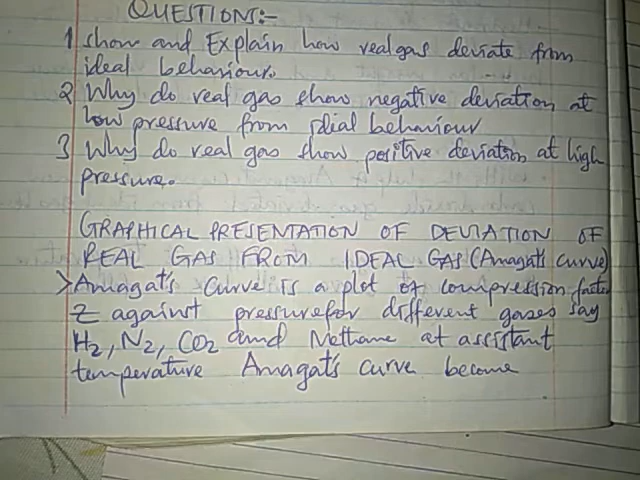 QUESTIONS:-
1 Show and Explain how real gas deviate from
ideal behaviour.
2 Why do real gas show negative deviation at
low pressure from idial behaviour
3 Why do real gas show positive deviation at high
pressure.
GRAPHICAL PRESENTATION OF DEVIATION OF
REAL GAS FROM IDEAL GAS (Amagat's curve)
> Amagat's Curve is a plot of compression factor
Z against pressure for different gases say
H2, N2, CO2 and Methane at assistant
temperature Amagat's curve become